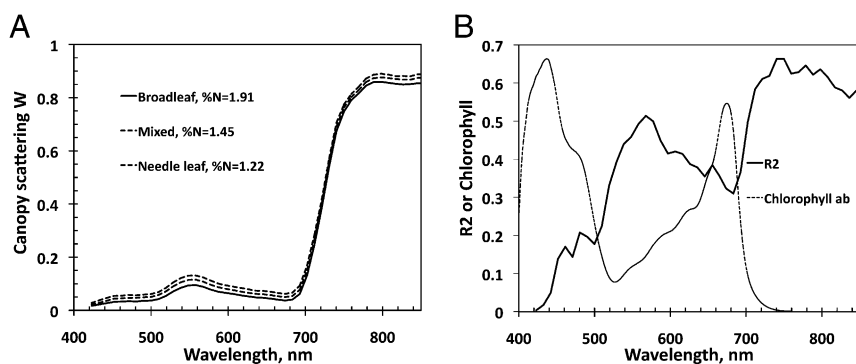 A
Canopy scattering W
1
0.8
0.6
0.4
0.2
0
Broadleaf, %N=1.91
Mixed, %N=1.45
Needle leaf, %N=1.22
400
500
600
700
800
Wavelength, nm
B
R2 or Chlorophyll
0.7
0.6
0.5
0.4
0.3
0.2
0.1
0
R2
Chlorophyll ab
400
500
600
700
800
Wavelength, nm